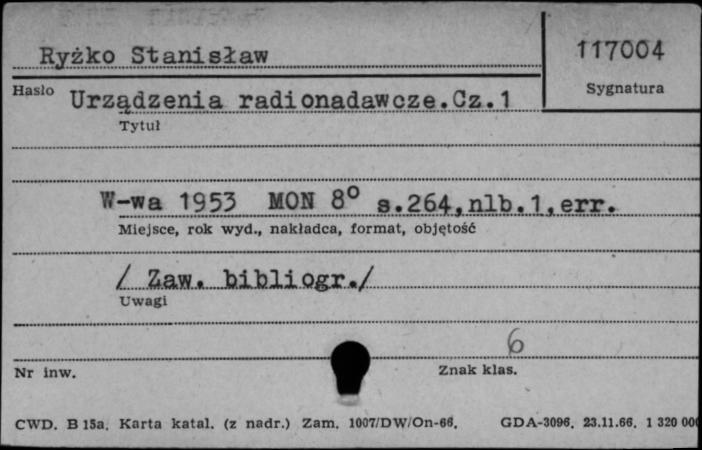 Ryżko Stanisław
117004
Hasło
Sygnatura
Urządzenia radionadawcze.Cz.1
Tytuł
W-wa 1953 MON 8° s.264,nlb.1,err.
Miejsce, rok wyd., nakładca, format, objętość
/ Zaw. bibliogr./
Uwagi
6
Nr inw.
Znak klas.
CWD. B 15a. Karta katal. (z nadr.) Zam. 1007/DW/On-66. GDA-3096. 23.11.66. 1 320 000